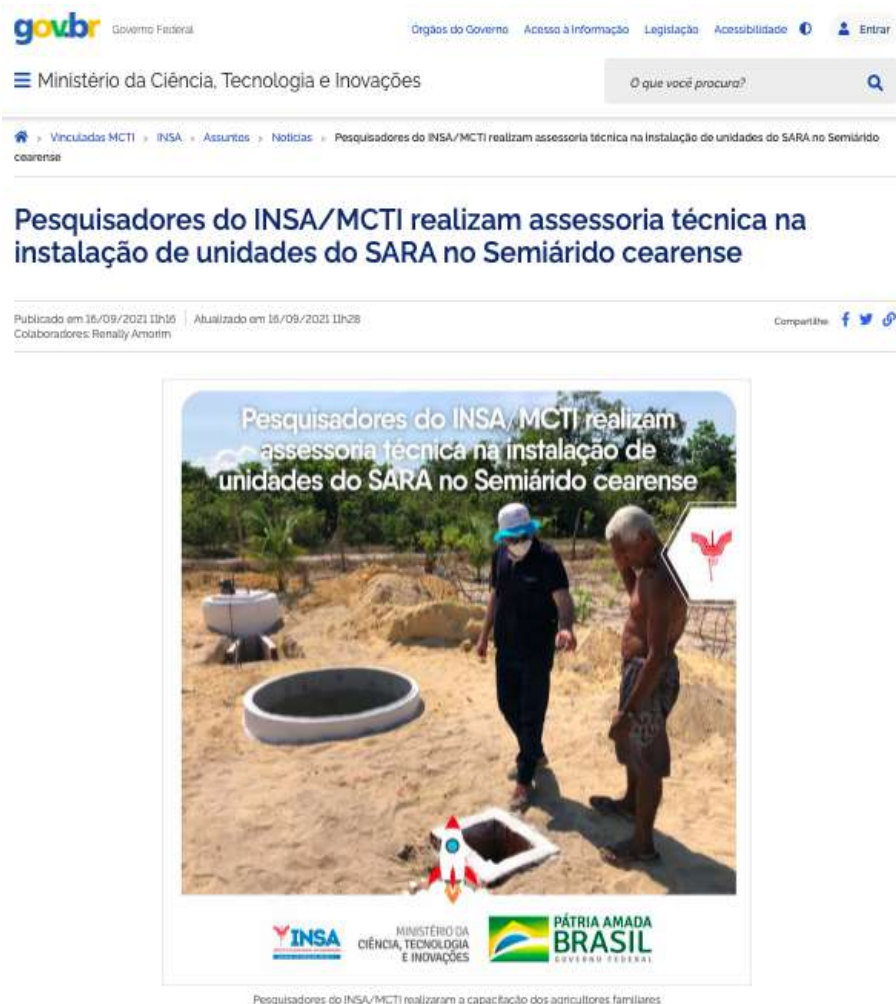 gov.br Governo Federal
Órgãos do Governo Acesso à Informação Legislação Acessibilidade Entrar
Ministério da Ciência, Tecnologia e Inovações
O que você procura?
Vinculadas MCTI > INSA > Assuntos > Notícias > Pesquisadores do INSA/MCTI realizam assessoria técnica na instalação de unidades do SARA no Semiárido
cearense
Pesquisadores do INSA/MCTI realizam assessoria técnica na
instalação de unidades do SARA no Semiárido cearense
Publicado em 16/09/2021 11h16 Atualizado em 16/09/2021 11h28
Colaboradores: Renally Amorim
Compartilhe:
Pesquisadores do INSA/MCTI realizam
assessoria técnica na instalação de
unidades do SARA no Semiárido cearense
INSA
MINISTÉRIO DA
CIÊNCIA, TECNOLOGIA
E INOVAÇÕES
PÁTRIA AMADA
BRASIL
GOVERNO FEDERAL
Pesquisadores do INSA/MCTI realizaram a capacitação dos agricultores familiares